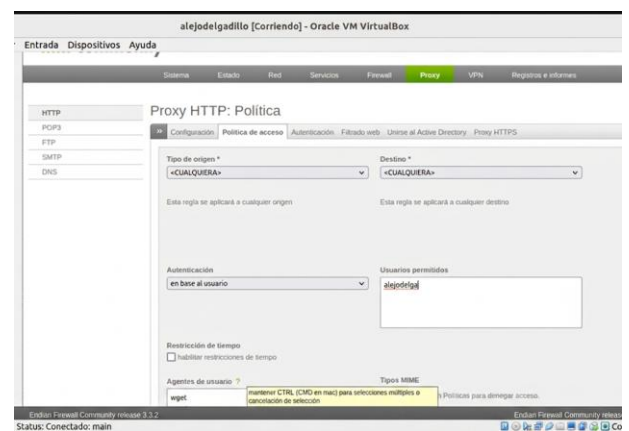 alejodelgadillo [Corriendo] - Oracle VM VirtualBox
Entrada Dispositivos Ayuda
Sistema Estado Red Servicios Firewall Proxy VPN Registros e informes
HTTP
POP3
FTP
SMTP
DNS
Proxy HTTP: Política
» Configuración Política de acceso Autenticación Filtrado web Unirse al Active Directory Proxy HTTPS
Tipo de origen * Destino *
<CUALQUIERA> <CUALQUIERA>
Esta regla se aplicará a cualquier origen Esta regla se aplicará a cualquier destino
Autenticación Usuarios permitidos
en base al usuario alejodelga
Restricción de tiempo
habilitar restricciones de tiempo
Agentes de usuario ? Tipos MIME
wget mantener CTRL (CMD en mac) para selecciones múltiples o Políticas para denegar acceso.
cancelación de selección
Endian Firewall Community release 3.3.2 Endian Firewall Community
Status: Conectado: main